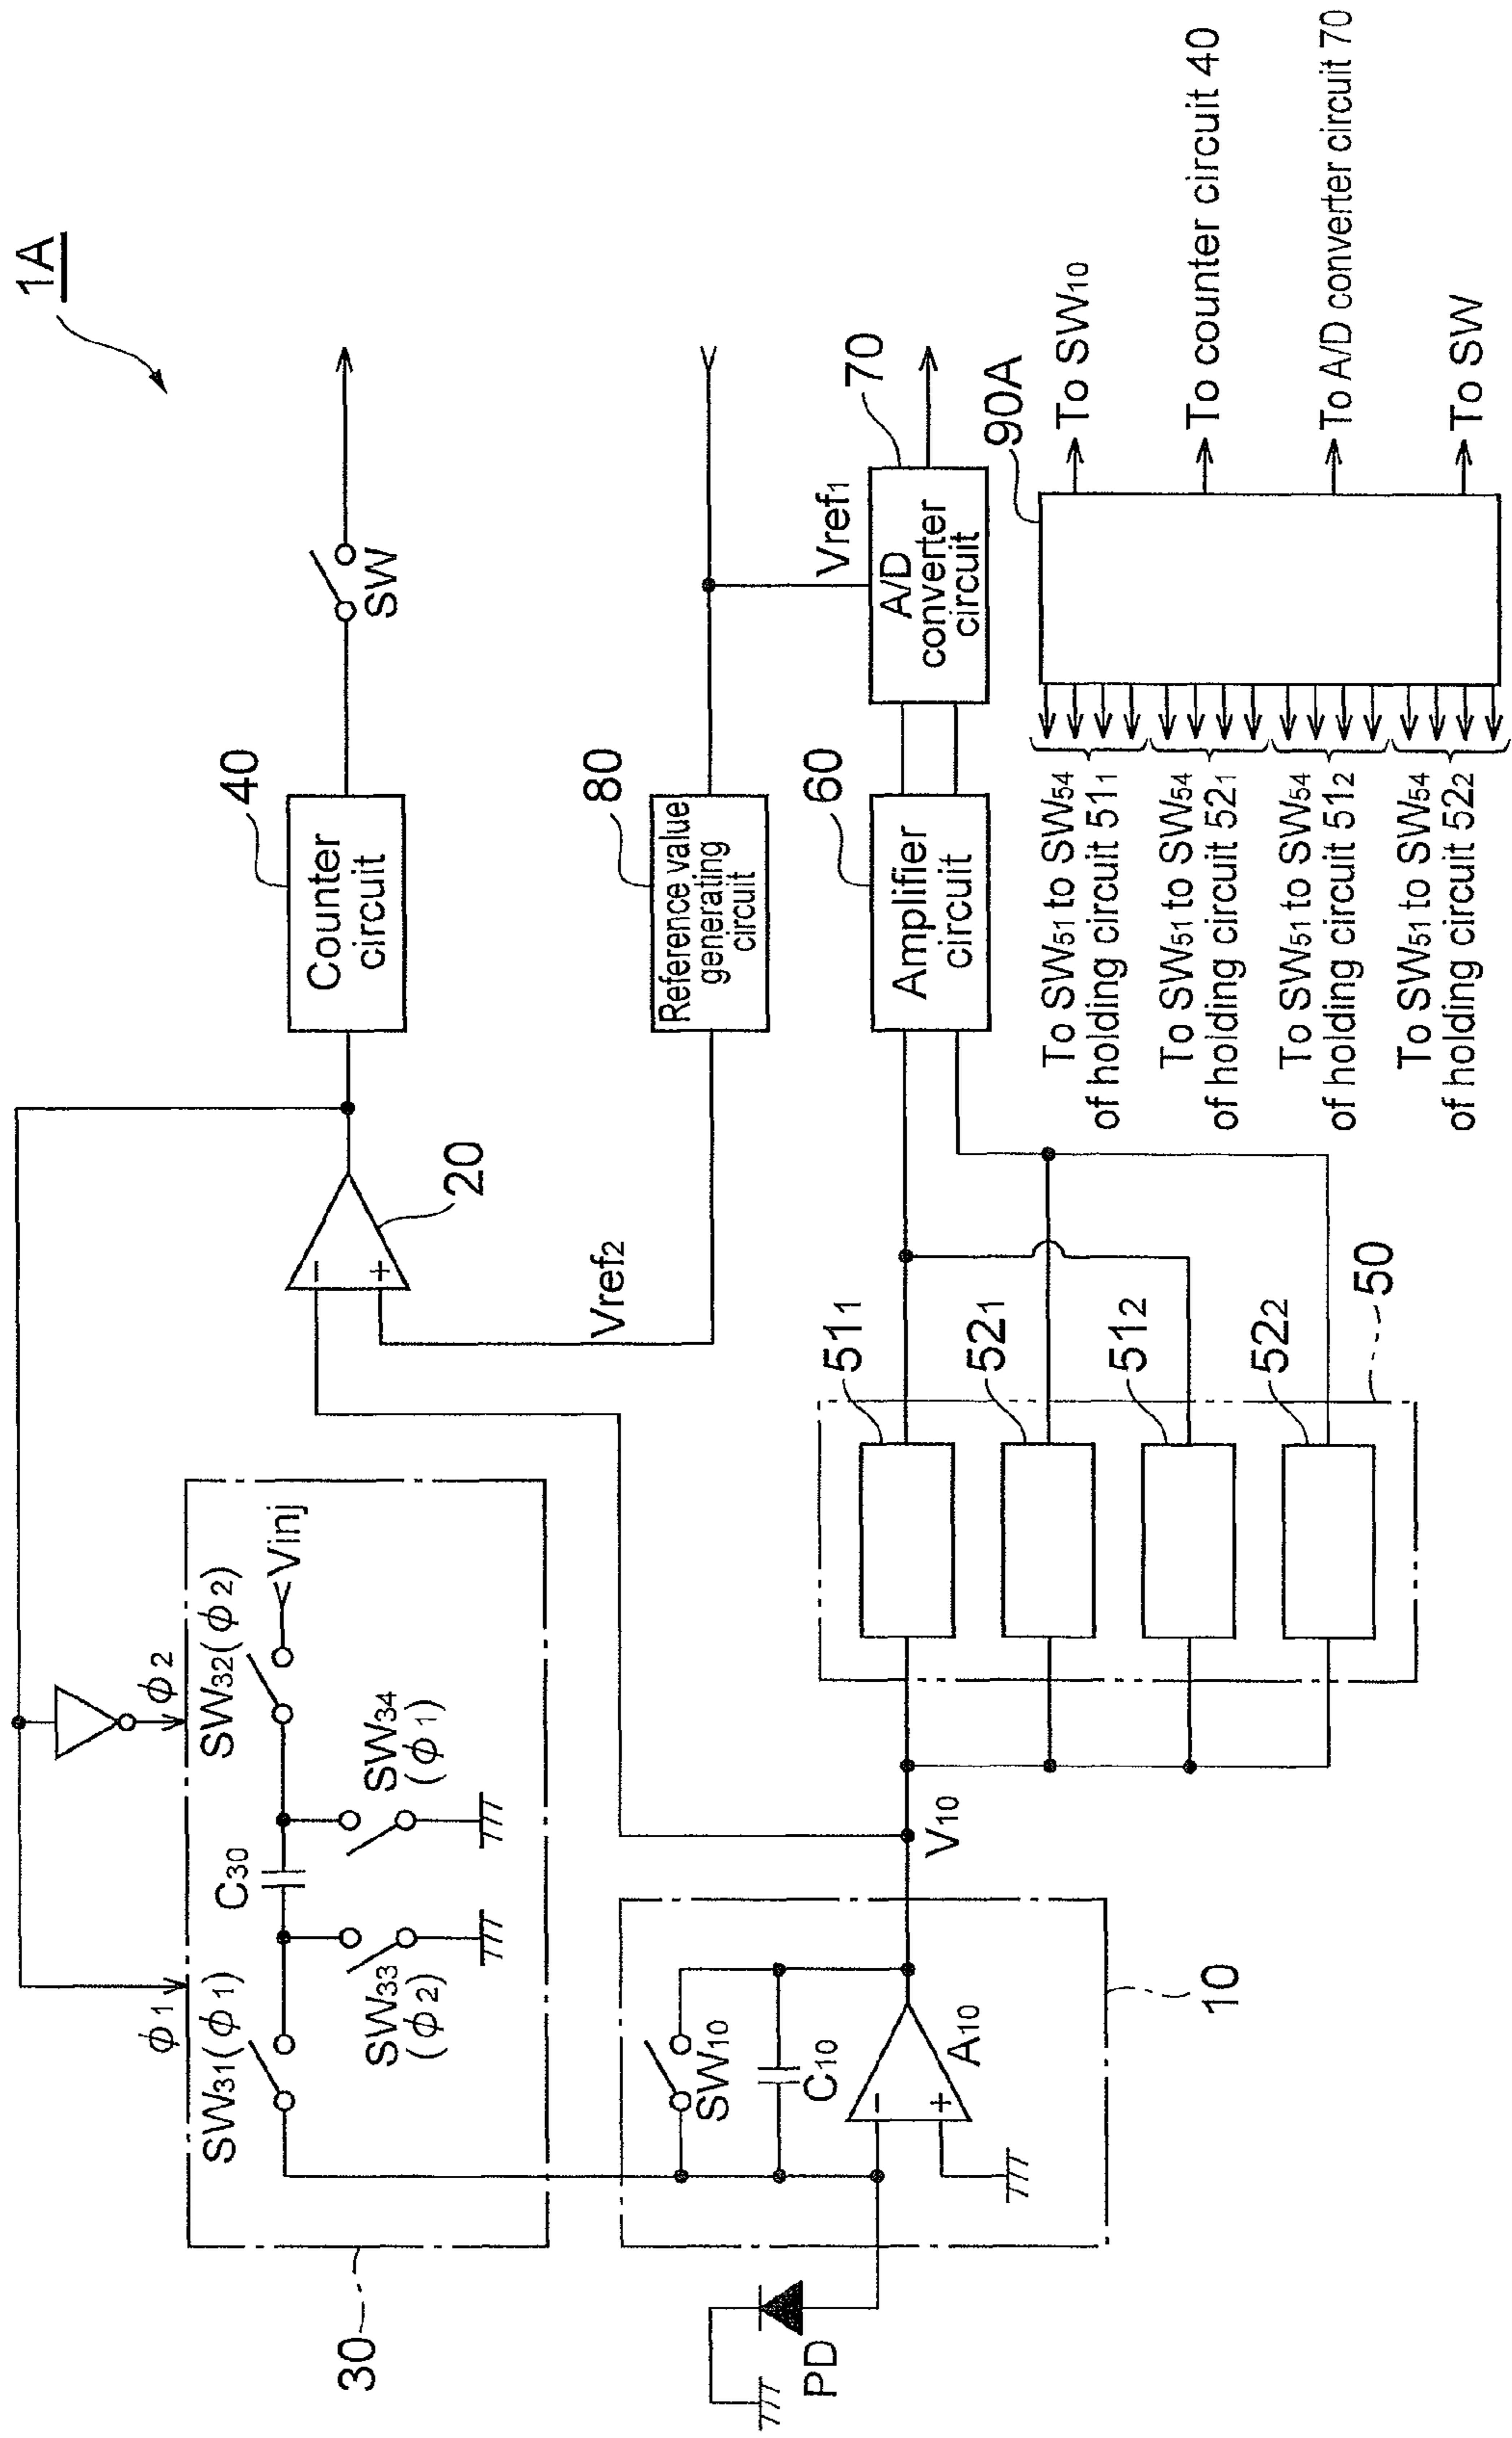 1A
φ1
φ2
SW31(φ1)
SW32(φ2)
C30
Vinj
SW33
(φ2)
SW34
(φ1)
30
20
−
+
40
Counter
circuit
SW
Vref2
80
Reference value
generating
circuit
Vref1
PD
SW10
C10
A10
−
+
10
V10
511
521
512
522
50
60
Amplifier
circuit
70
A/D
converter
circuit
90A
To SW51 to SW54
of holding circuit 511
To SW51 to SW54
of holding circuit 521
To SW51 to SW54
of holding circuit 512
To SW51 to SW54
of holding circuit 522
To SW10
To counter circuit 40
To A/D converter circuit 70
To SW